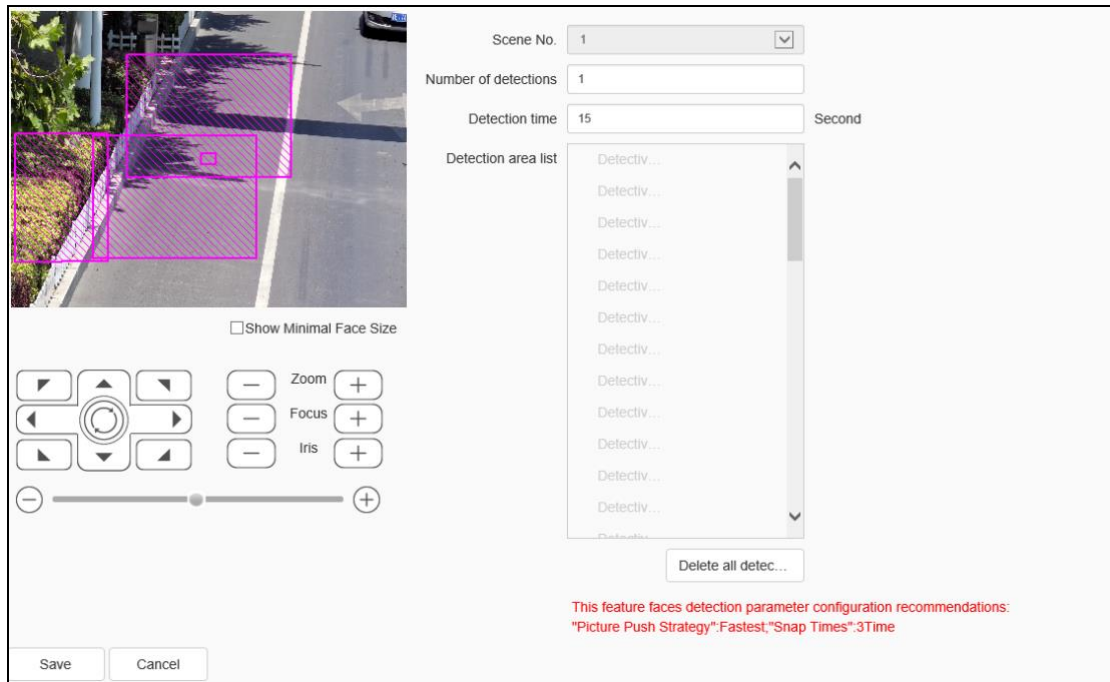 Scene No. 1
Number of detections 1
Detection time 15 Second
Detection area list
Detectiv...
Detectiv...
Detectiv...
Detectiv...
Detectiv...
Detectiv...
Detectiv...
Detectiv...
Detectiv...
Detectiv...
Detectiv...
Detectiv...
Show Minimal Face Size
Zoom
Focus
Iris
Delete all detec...
This feature faces detection parameter configuration recommendations:
"Picture Push Strategy":Fastest;"Snap Times":3Time
Save Cancel